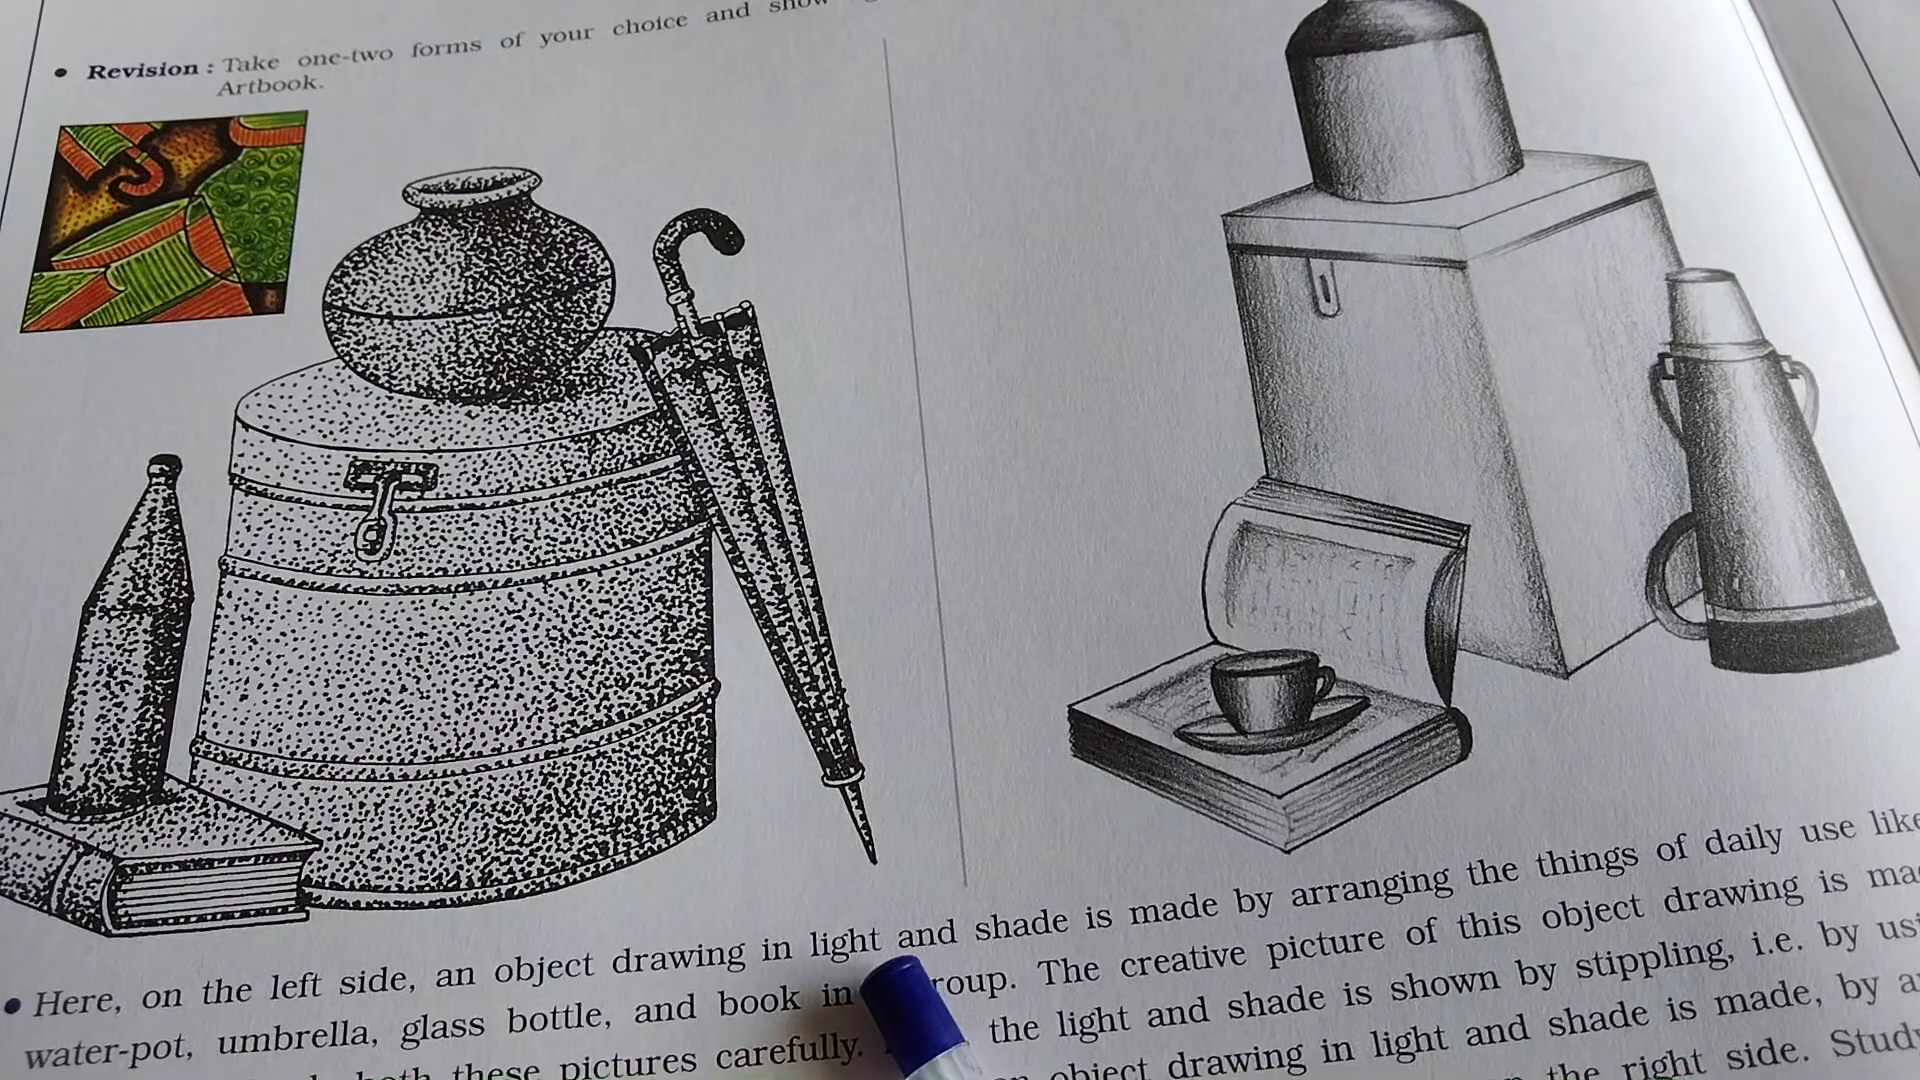 • Revision : Take one-two forms of your choice and show
Artbook.
• Here, on the left side, an object drawing in light and shade is made by arranging the things of daily use like
water-pot, umbrella, glass bottle, and book in roup. The creative picture of this object drawing is
both these pictures carefully. the light and shade is shown by stippling, i.e. by
object drawing in light and shade is made, by
the right side. Study